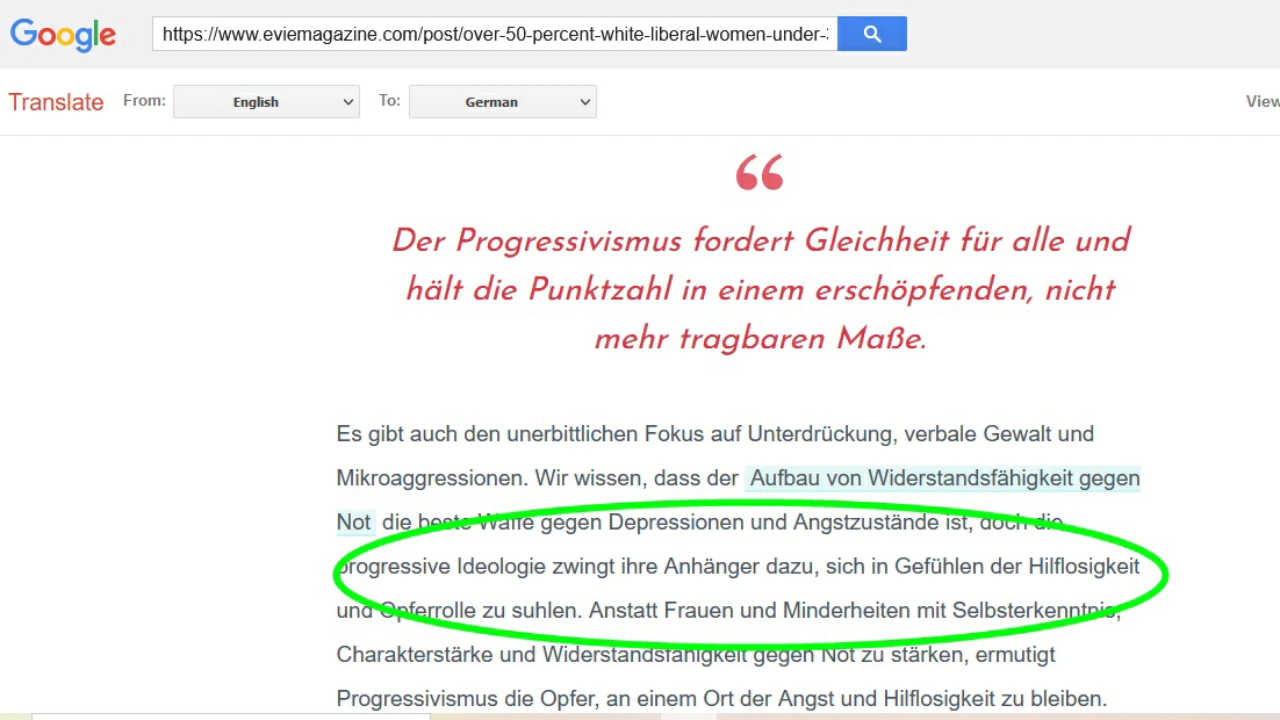 Google https://www.eviemagazine.com/post/over-50-percent-white-liberal-women-under-
Translate From: English To: German View
Der Progressivismus fordert Gleichheit für alle und
hält die Punktzahl in einem erschöpfenden, nicht
mehr tragbaren Maße.
Es gibt auch den unerbittlichen Fokus auf Unterdrückung, verbale Gewalt und
Mikroaggressionen. Wir wissen, dass der Aufbau von Widerstandsfähigkeit gegen
Not die beste Waffe gegen Depressionen und Angstzustände ist, doch die
progressive Ideologie zwingt ihre Anhänger dazu, sich in Gefühlen der Hilflosigkeit
und Opferrolle zu suhlen. Anstatt Frauen und Minderheiten mit Selbsterkenntnis,
Charakterstärke und Widerstandsfähigkeit gegen Not zu stärken, ermutigt
Progressivismus die Opfer, an einem Ort der Angst und Hilflosigkeit zu bleiben.